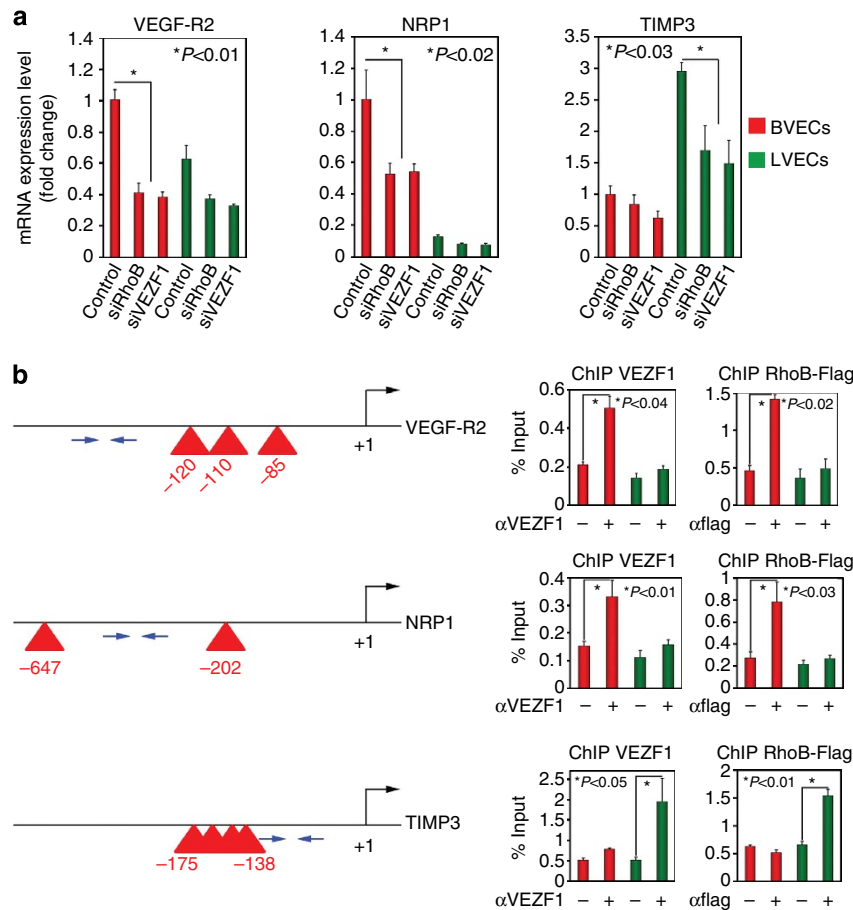 a
VEGF-R2
NRP1
TIMP3
mRNA expression level
(fold change)
1.4
1.2
1
0.8
0.6
0.4
0.2
0
*
*P<0.01
Control
siRhoB
siVEZF1
Control
siRhoB
siVEZF1
1.4
1.2
1
0.8
0.6
0.4
0.2
0
*
*P<0.02
Control
siRhoB
siVEZF1
Control
siRhoB
siVEZF1
3.5
3
2.5
2
1.5
1
0.5
0
*P<0.03
*
Control
siRhoB
siVEZF1
Control
siRhoB
siVEZF1
BVECs
LVECs
b
VEGF-R2
+1
−120
−110
−85
ChIP VEZF1
% Input
0.6
0.4
0.2
0
*
*P<0.04
αVEZF1 − + − +
ChIP RhoB-Flag
1.5
1
0.5
0
*
*P<0.02
αflag − + − +
NRP1
+1
−647
−202
ChIP VEZF1
% Input
0.4
0.3
0.2
0.1
0
*
*P<0.01
αVEZF1 − + − +
ChIP RhoB-Flag
1
0.8
0.6
0.4
0.2
0
*
*P<0.03
αflag − + − +
TIMP3
+1
−175
−138
ChIP VEZF1
% Input
2.5
2
1.5
1
0.5
0
*P<0.05
*
αVEZF1 − + − +
ChIP RhoB-Flag
2
1.5
1
0.5
0
*P<0.01
*
αflag − + − +